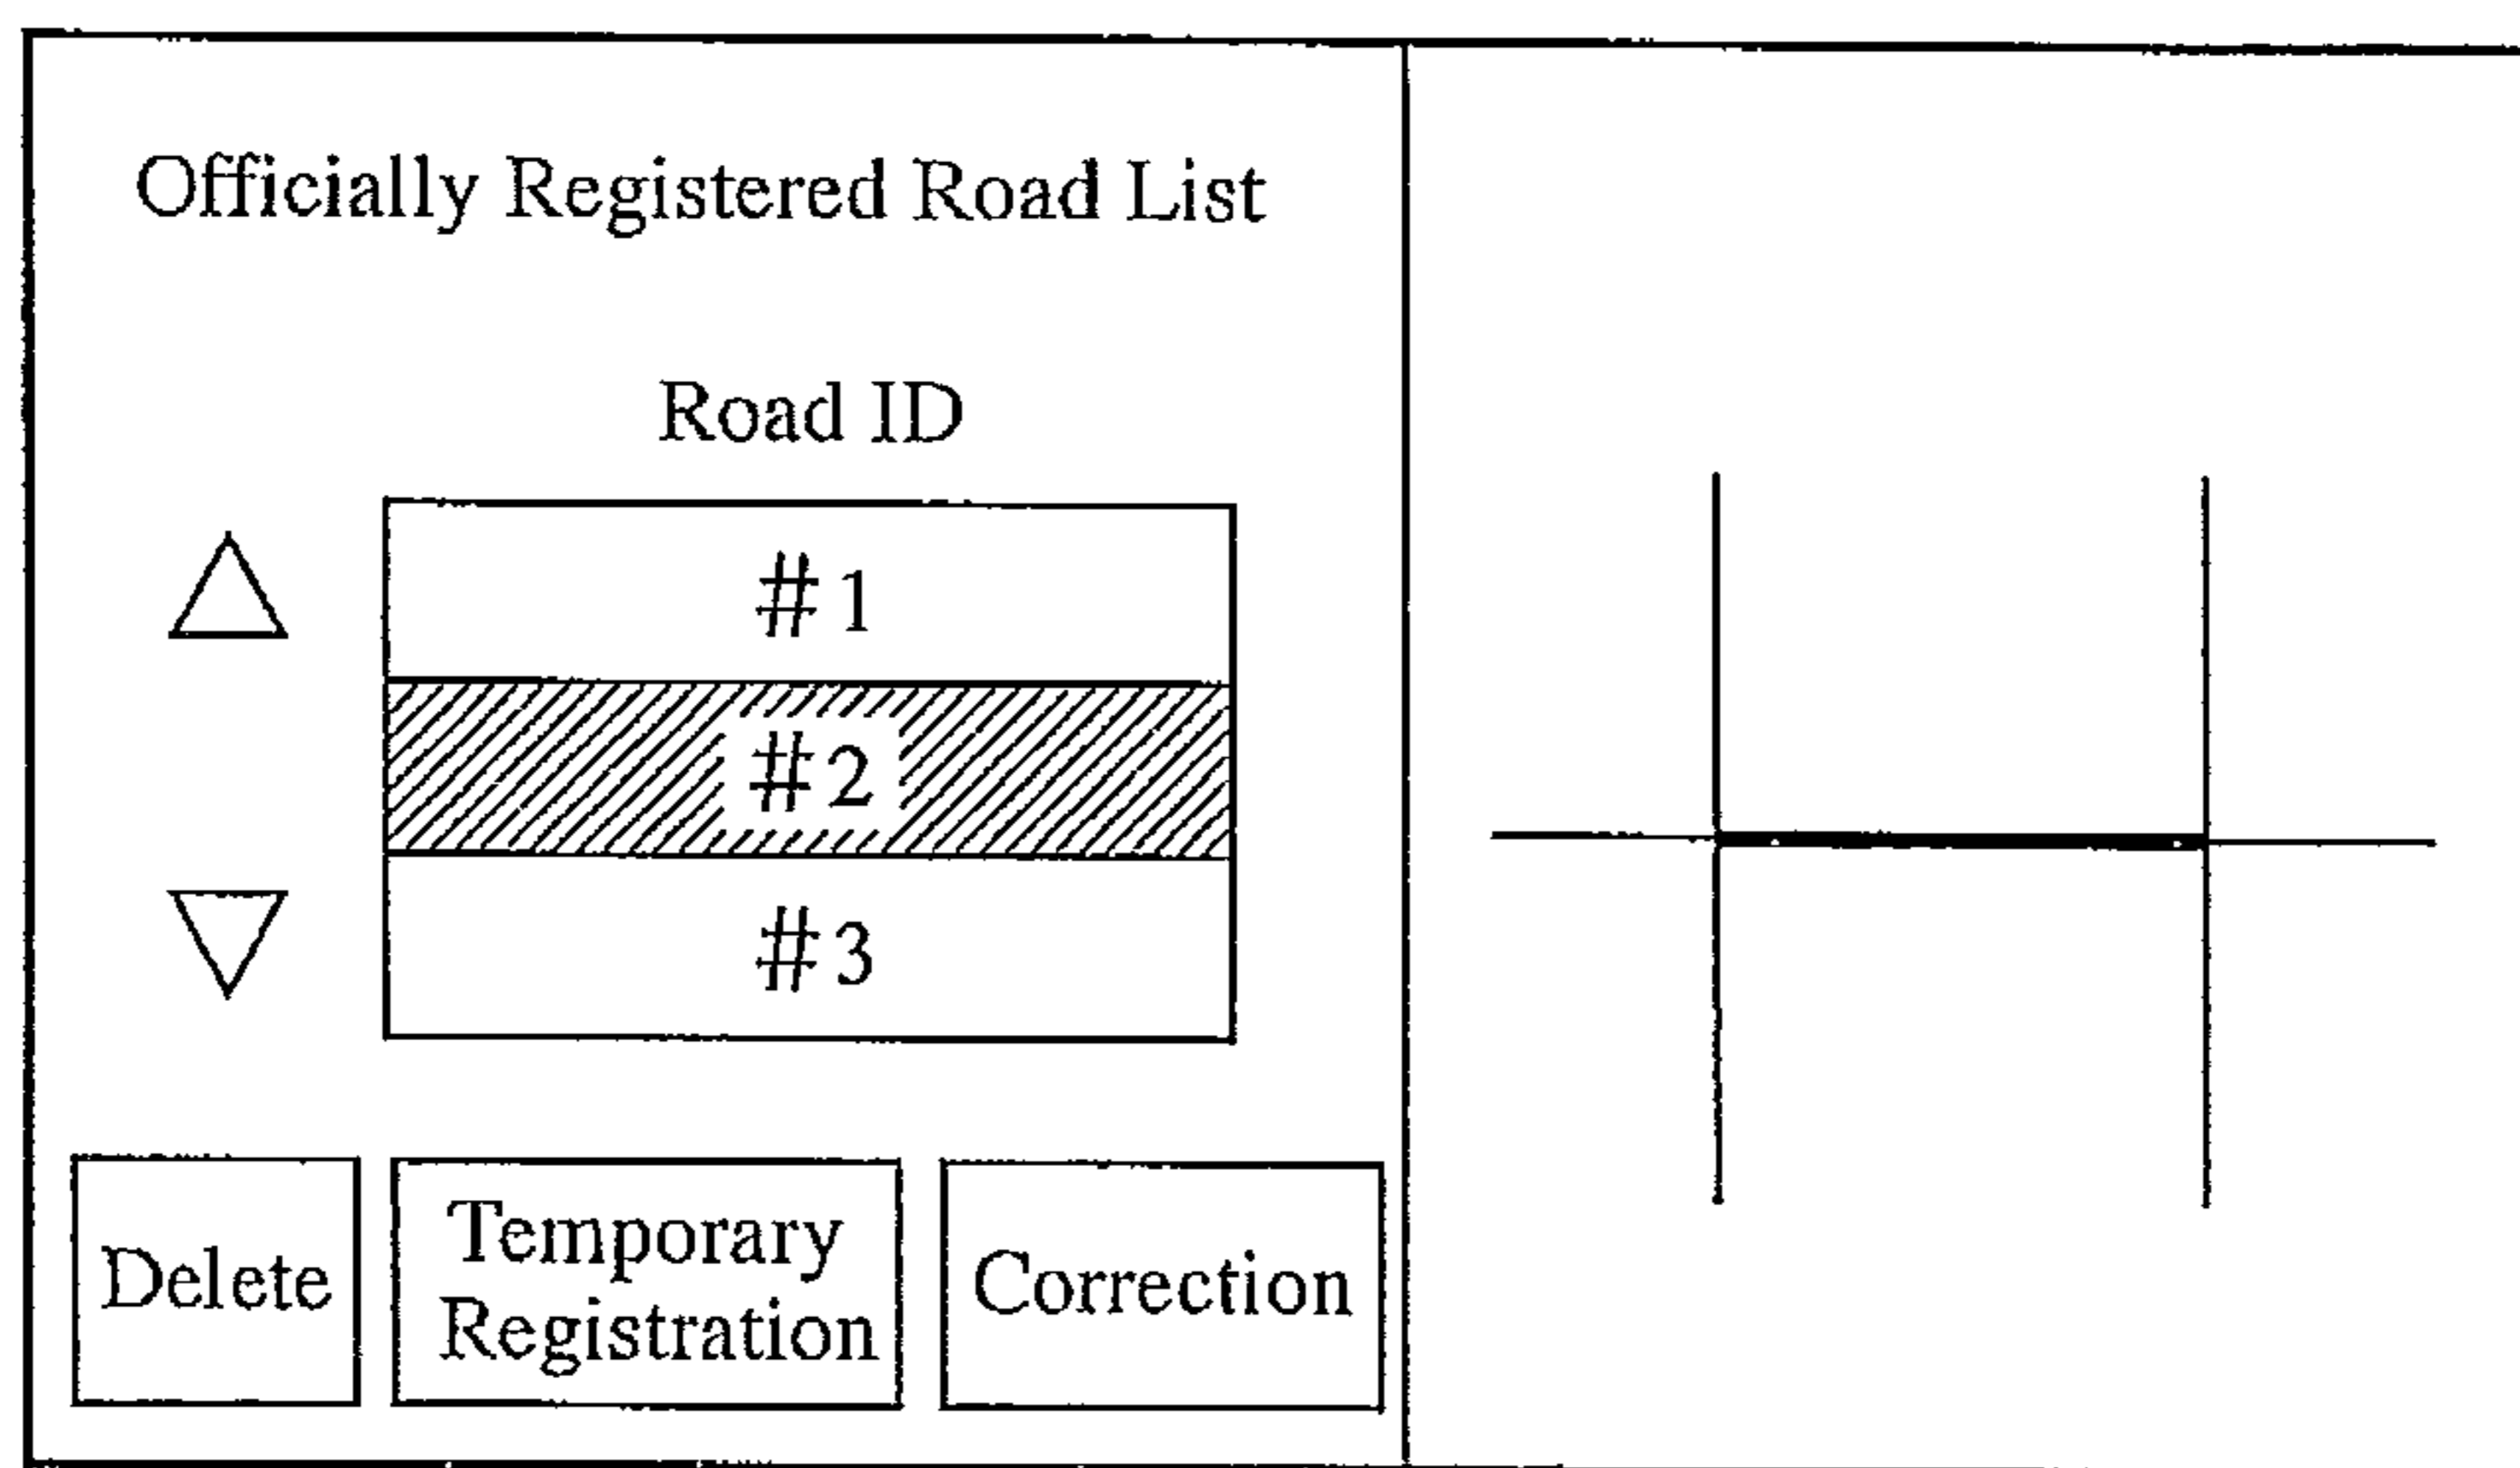 Officially Registered Road List
Road ID
#1
#2
#3
Delete
Temporary
Registration
Correction